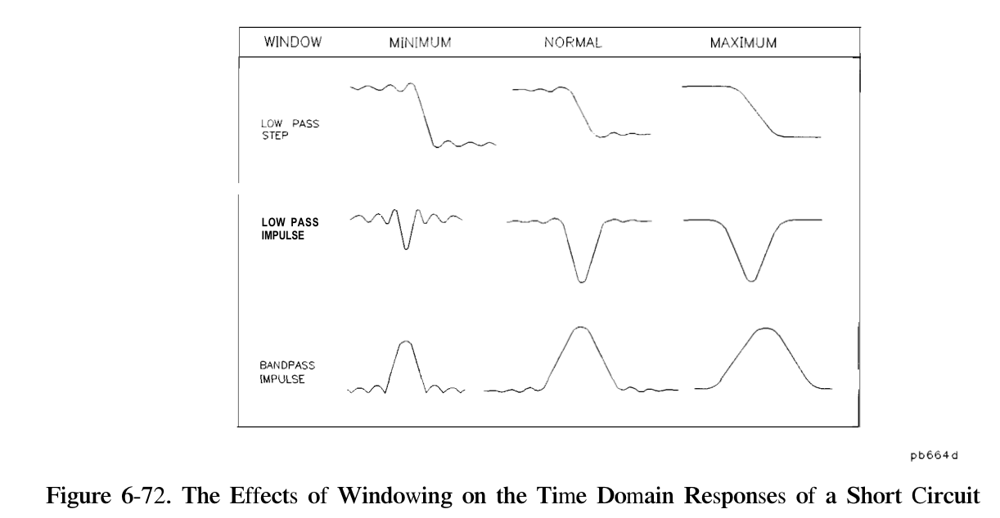 WINDOW MINIMUM NORMAL MAXIMUM
LOW PASS
STEP
LOW PASS
IMPULSE
BANDPASS
IMPULSE
pb664d
Figure 6-72. The Effects of Windowing on the Time Domain Responses of a Short Circuit